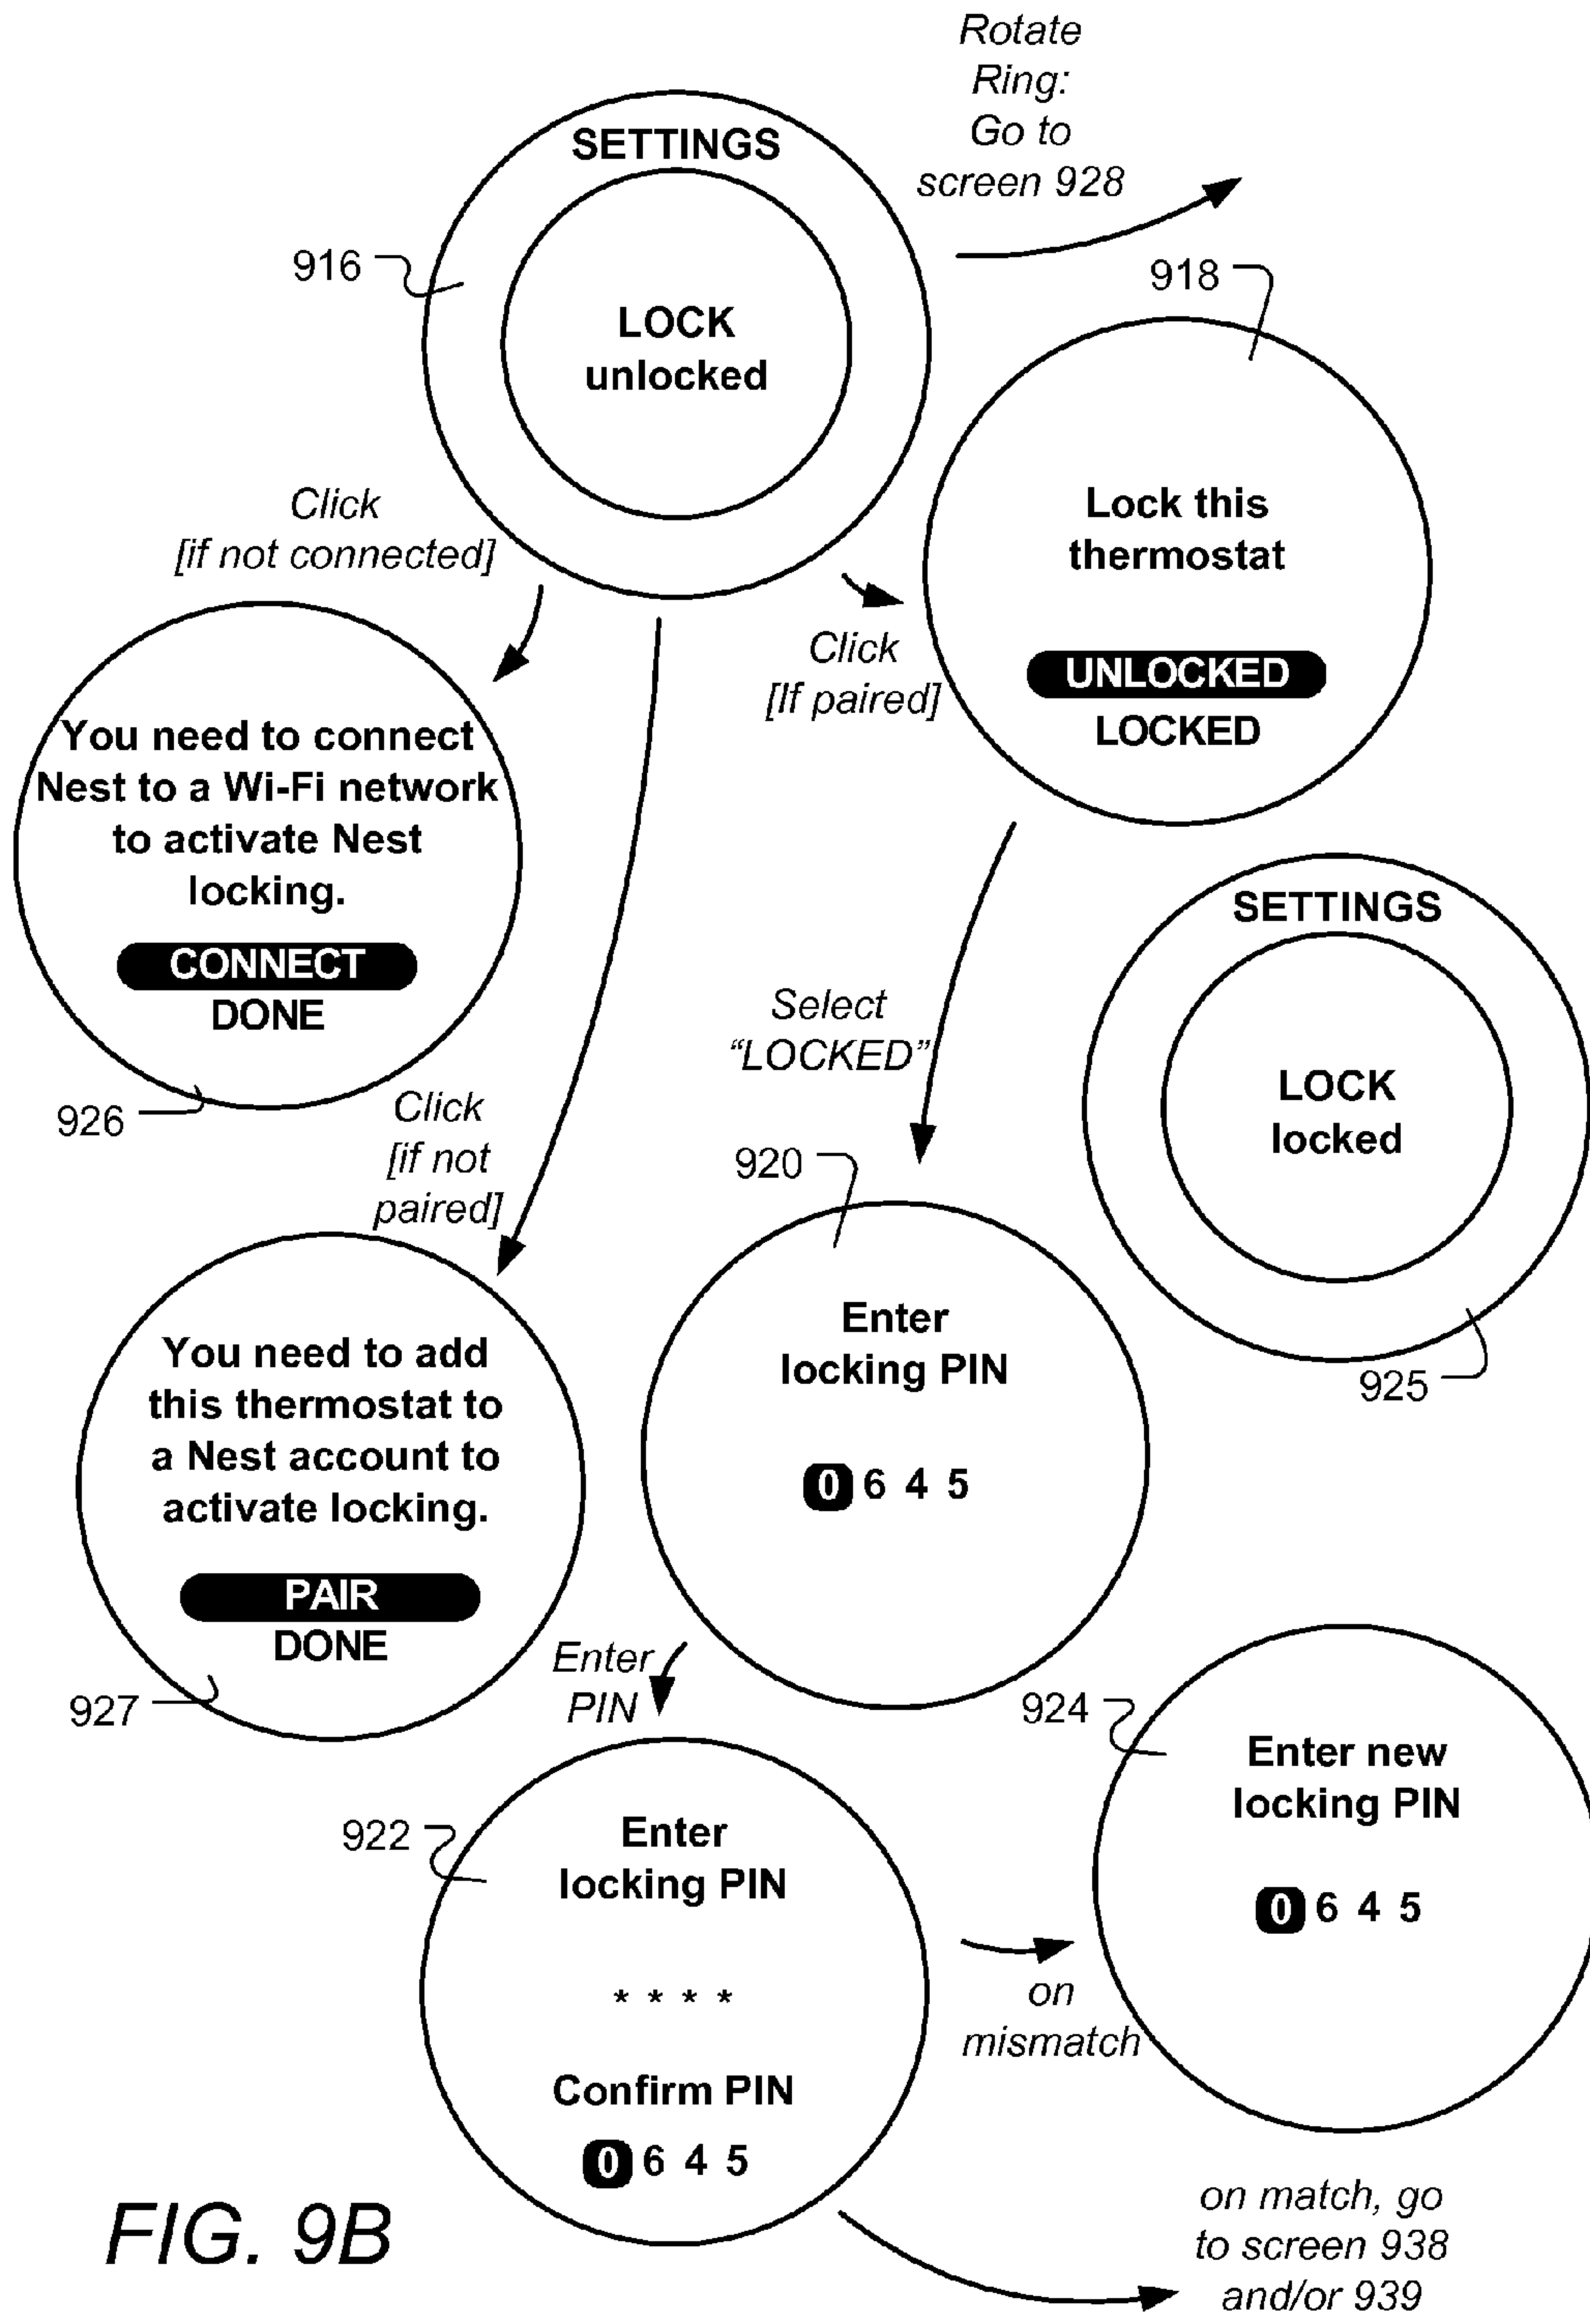 Rotate
Ring:
Go to
screen 928
SETTINGS
916
LOCK
unlocked
918
Click
[if not connected]
Lock this
thermostat
UNLOCKED
LOCKED
Click
[If paired]
You need to connect
Nest to a Wi-Fi network
to activate Nest
locking.
CONNECT
DONE
926
SETTINGS
LOCK
locked
925
Select
“LOCKED”
Click
[if not
paired]
920
Enter
locking PIN
0 6 4 5
You need to add
this thermostat to
a Nest account to
activate locking.
PAIR
DONE
927
Enter
PIN
924
Enter new
locking PIN
0 6 4 5
922
Enter
locking PIN
* * * *
Confirm PIN
0 6 4 5
on
mismatch
on match, go
to screen 938
and/or 939
FIG. 9B